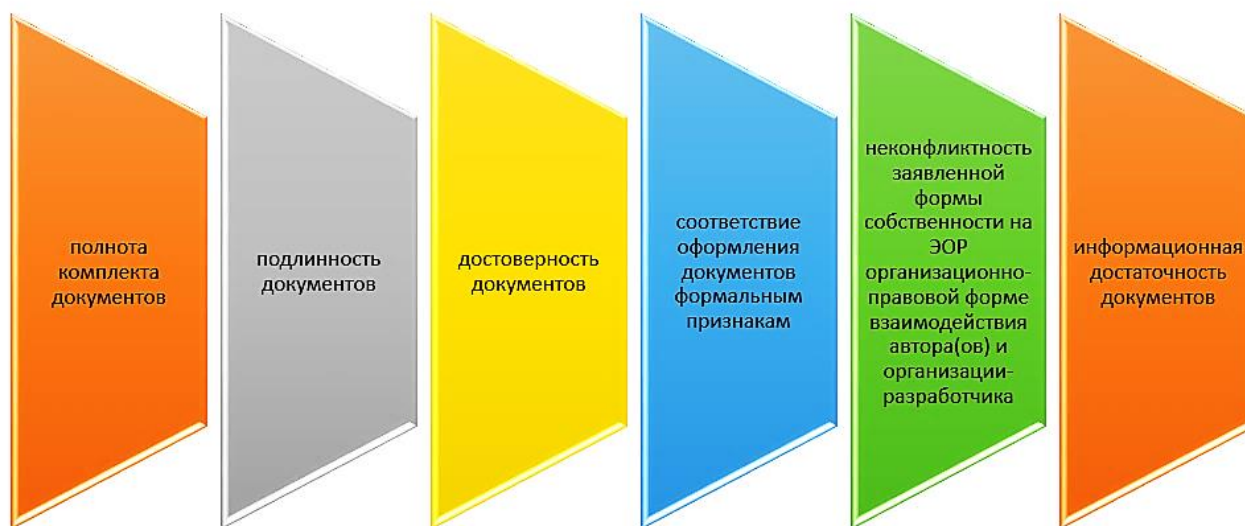 полнота
комплекта
документов
подлинность
документов
достоверность
документов
соответствие
оформления
документов
формальным
признакам
неконфликтность
заявленной
формы
собственности на
ЭОР
организационно-
правовой форме
взаимодействия
автора(ов) и
организации-
разработчика
информационная
достаточность
документов